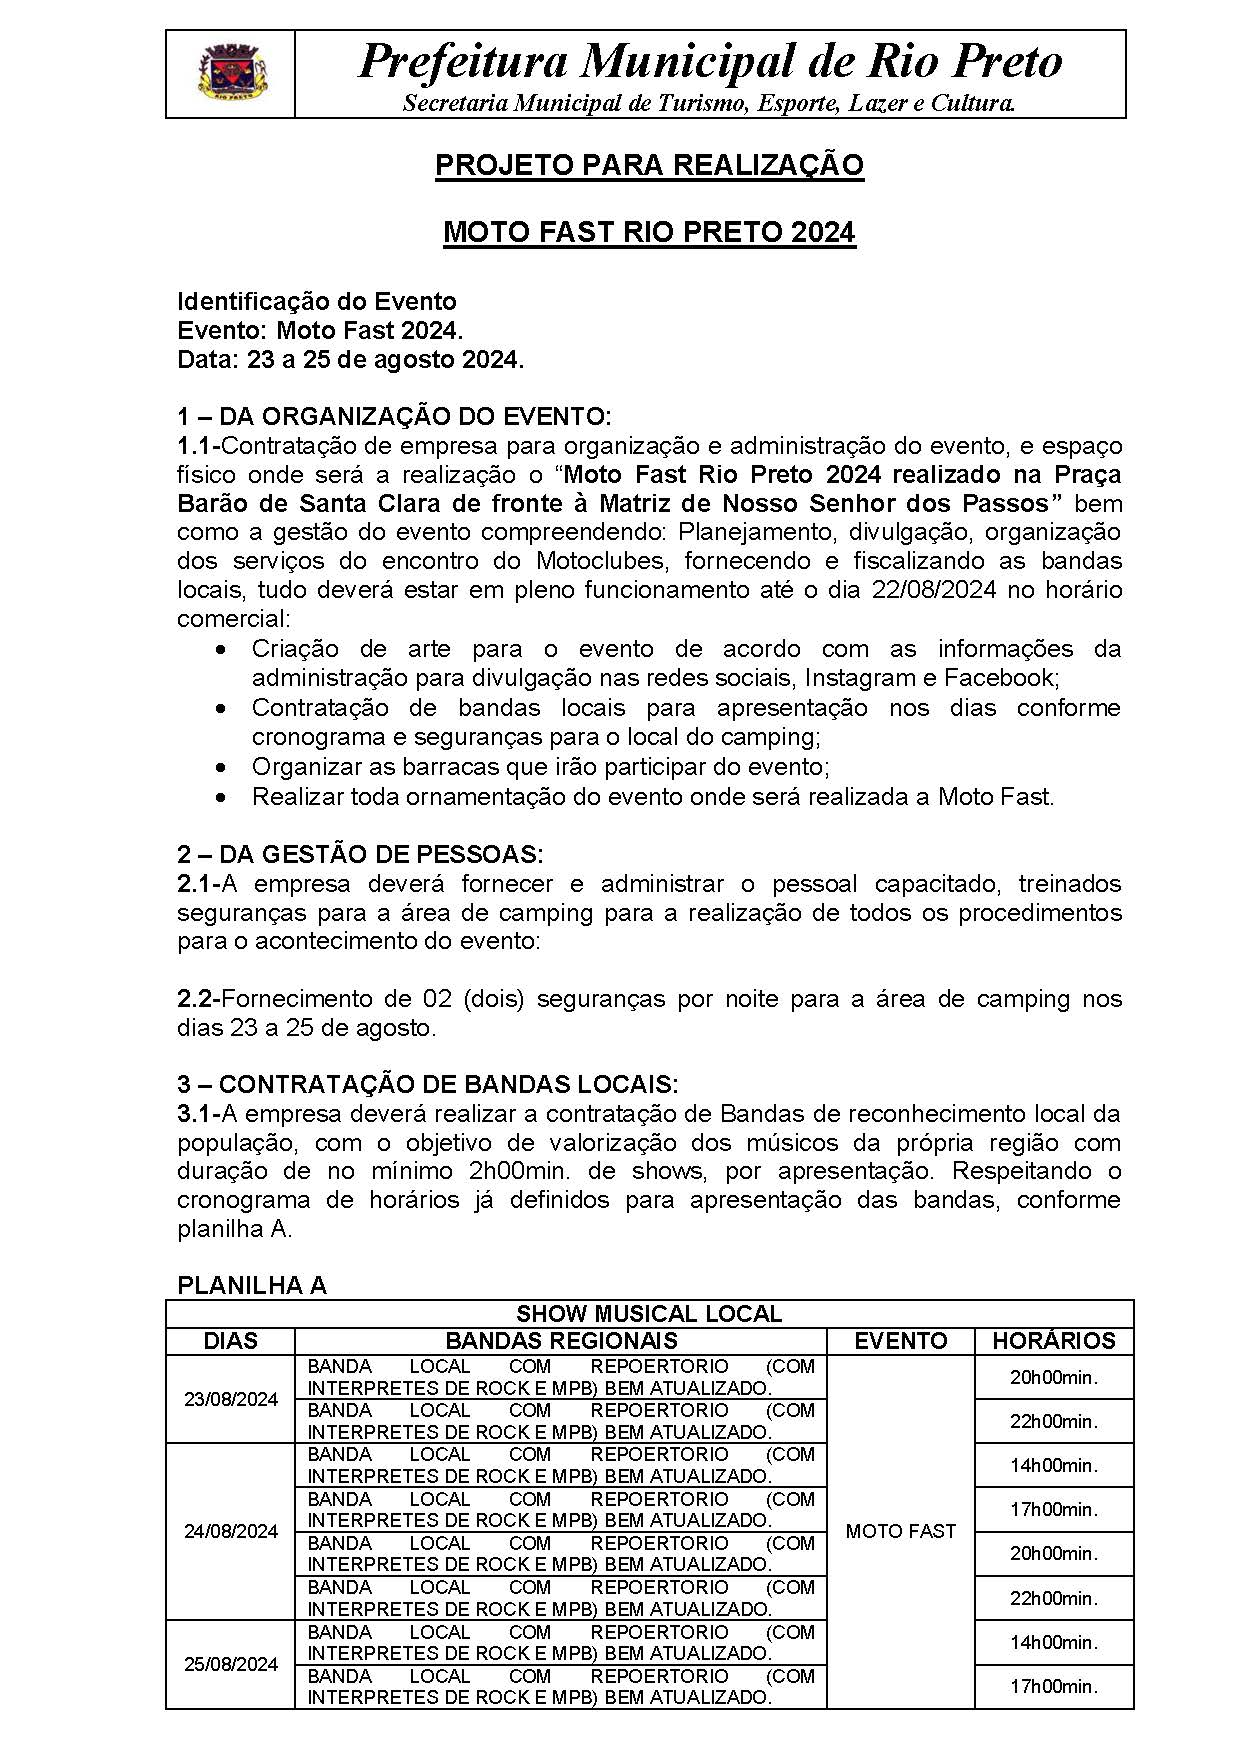 RIO PRETO
Prefeitura Municipal de Rio Preto
Secretaria Municipal de Turismo, Esporte, Lazer e Cultura.
PROJETO PARA REALIZAÇÃO
MOTO FAST RIO PRETO 2024
Identificação do Evento
Evento: Moto Fast 2024.
Data: 23 a 25 de agosto 2024.
1 – DA ORGANIZAÇÃO DO EVENTO:
1.1-Contratação de empresa para organização e administração do evento, e espaço
físico onde será a realização o “Moto Fast Rio Preto 2024 realizado na Praça
Barão de Santa Clara de fronte à Matriz de Nosso Senhor dos Passos” bem
como a gestão do evento compreendendo: Planejamento, divulgação, organização
dos serviços do encontro do Motoclubes, fornecendo e fiscalizando as bandas
locais, tudo deverá estar em pleno funcionamento até o dia 22/08/2024 no horário
comercial:
• Criação de arte para o evento de acordo com as informações da
administração para divulgação nas redes sociais, Instagram e Facebook;
• Contratação de bandas locais para apresentação nos dias conforme
cronograma e seguranças para o local do camping;
• Organizar as barracas que irão participar do evento;
• Realizar toda ornamentação do evento onde será realizada a Moto Fast.
2 – DA GESTÃO DE PESSOAS:
2.1-A empresa deverá fornecer e administrar o pessoal capacitado, treinados
seguranças para a área de camping para a realização de todos os procedimentos
para o acontecimento do evento:
2.2-Fornecimento de 02 (dois) seguranças por noite para a área de camping nos
dias 23 a 25 de agosto.
3 – CONTRATAÇÃO DE BANDAS LOCAIS:
3.1-A empresa deverá realizar a contratação de Bandas de reconhecimento local da
população, com o objetivo de valorização dos músicos da própria região com
duração de no mínimo 2h00min. de shows, por apresentação. Respeitando o
cronograma de horários já definidos para apresentação das bandas, conforme
planilha A.
PLANILHA A
SHOW MUSICAL LOCAL
DIAS BANDAS REGIONAIS EVENTO HORÁRIOS
23/08/2024
BANDA LOCAL COM REPOERTORIO (COM
INTERPRETES DE ROCK E MPB) BEM ATUALIZADO.
20h00min.
BANDA LOCAL COM REPOERTORIO (COM
INTERPRETES DE ROCK E MPB) BEM ATUALIZADO.
22h00min.
24/08/2024
BANDA LOCAL COM REPOERTORIO (COM
INTERPRETES DE ROCK E MPB) BEM ATUALIZADO.
14h00min.
BANDA LOCAL COM REPOERTORIO (COM
INTERPRETES DE ROCK E MPB) BEM ATUALIZADO.
17h00min.
MOTO FAST
BANDA LOCAL COM REPOERTORIO (COM
INTERPRETES DE ROCK E MPB) BEM ATUALIZADO.
20h00min.
BANDA LOCAL COM REPOERTORIO (COM
INTERPRETES DE ROCK E MPB) BEM ATUALIZADO.
22h00min.
25/08/2024
BANDA LOCAL COM REPOERTORIO (COM
INTERPRETES DE ROCK E MPB) BEM ATUALIZADO.
14h00min.
BANDA LOCAL COM REPOERTORIO (COM
INTERPRETES DE ROCK E MPB) BEM ATUALIZADO.
17h00min.